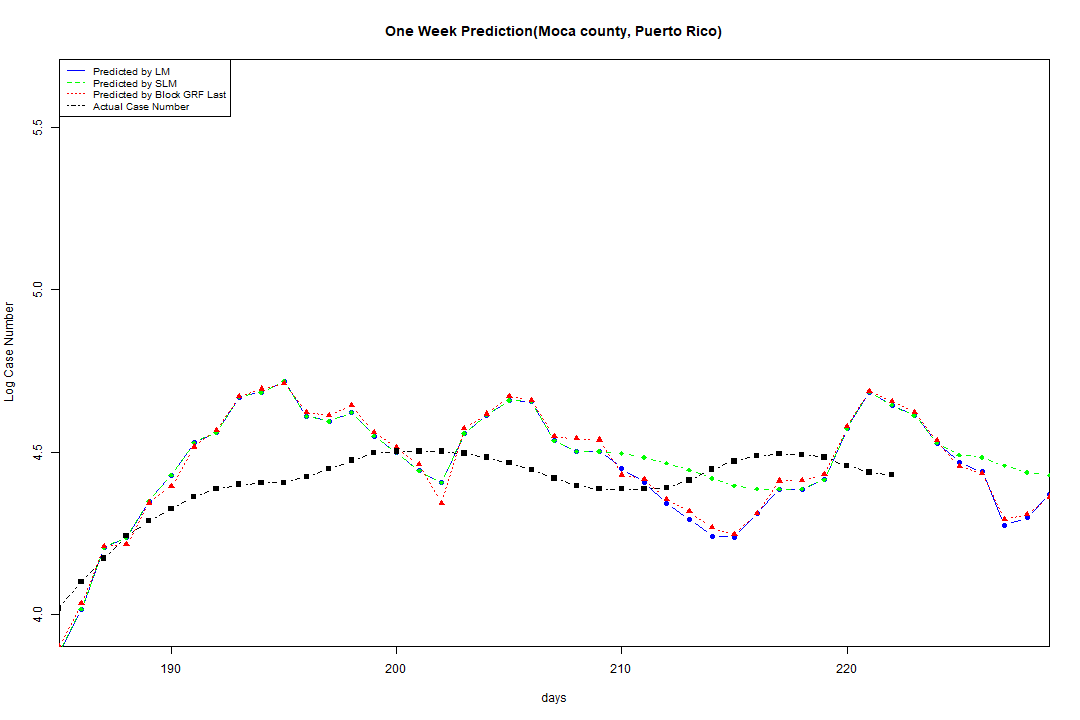 One Week Prediction(Moca county, Puerto Rico)
Predicted by LM
Predicted by SLM
Predicted by Block GRF Last
Actual Case Number
5.5
5.0
4.5
4.0
Log Case Number
190 200 210 220
days